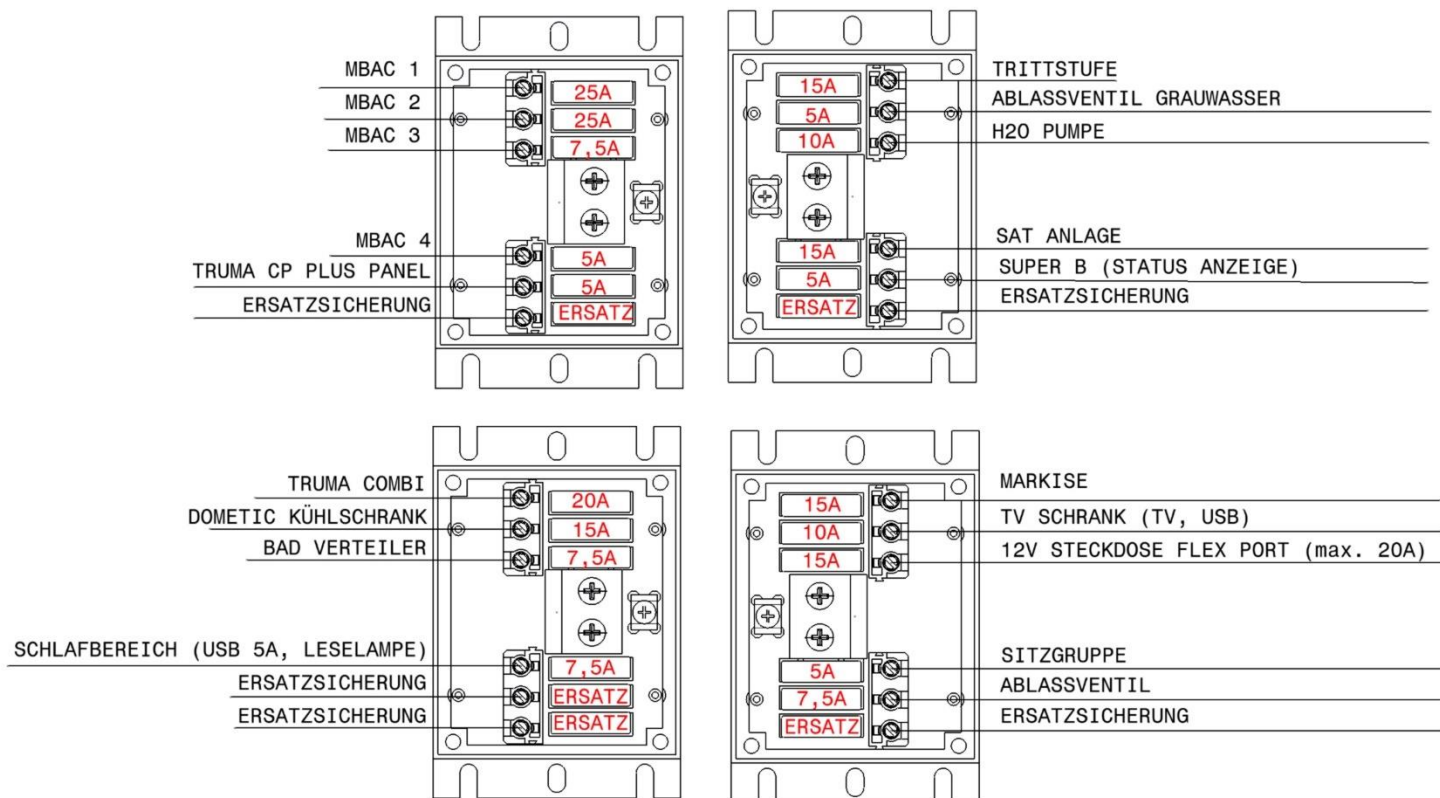 MBAC 1
25A
MBAC 2
25A
MBAC 3
7,5A
MBAC 4
5A
TRUMA CP PLUS PANEL
5A
ERSATZSICHERUNG
ERSATZ
15A
TRITTSTUFE
5A
ABLASSVENTIL GRAUWASSER
10A
H2O PUMPE
15A
SAT ANLAGE
5A
SUPER B (STATUS ANZEIGE)
ERSATZ
ERSATZSICHERUNG
TRUMA COMBI
20A
DOMETIC KÜHLSCHRANK
15A
BAD VERTEILER
7,5A
SCHLAFBEREICH (USB 5A, LESELAMPE)
7,5A
ERSATZSICHERUNG
ERSATZ
ERSATZSICHERUNG
ERSATZ
15A
MARKISE
10A
TV SCHRANK (TV, USB)
15A
12V STECKDOSE FLEX PORT (max. 20A)
5A
SITZGRUPPE
7,5A
ABLASSVENTIL
ERSATZ
ERSATZSICHERUNG